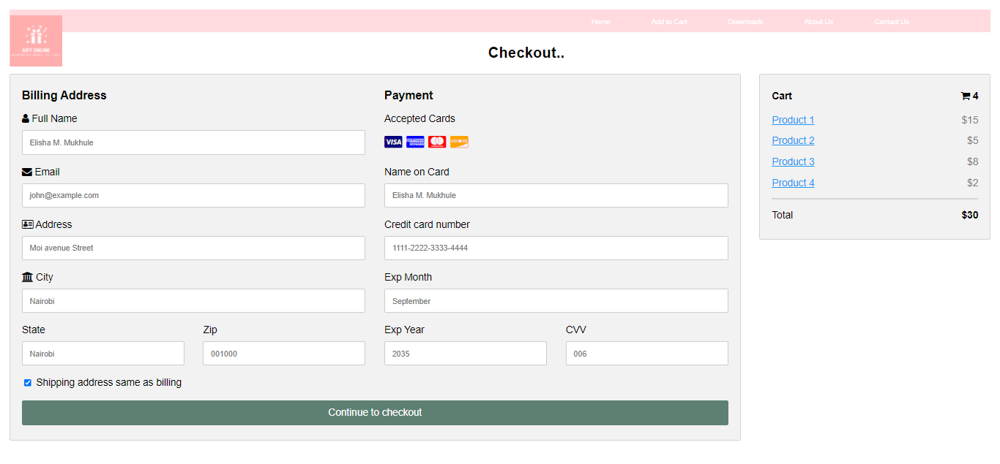 Home Add to Cart Downloads About Us Contact Us
GIFT ONLINE
Checkout..
Billing Address
Full Name
Elisha M. Mukhule
Email
john@example.com
Address
Moi avenue Street
City
Nairobi
State Zip
Nairobi 001000
Shipping address same as billing
Payment
Accepted Cards
VISA AMERICAN EXPRESS DISCOVER
Name on Card
Elisha M. Mukhule
Credit card number
1111-2222-3333-4444
Exp Month
September
Exp Year CVV
2035 006
Continue to checkout
Cart 4
Product 1 $15
Product 2 $5
Product 3 $8
Product 4 $2
Total $30